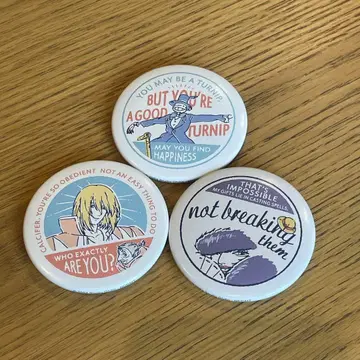 YOU MAY BE A TURNIP,
BUT YOU'RE
A GOOD TURNIP
MAY YOU FIND
HAPPINESS
CALCIFER. YOU'RE SO OBEDIENT. NOT AN EASY THING TO DO
WHO EXACTLY
ARE YOU?
THAT'S
IMPOSSIBLE
MY GIFTS LIE IN CASTING SPELLS,
not breaking
them